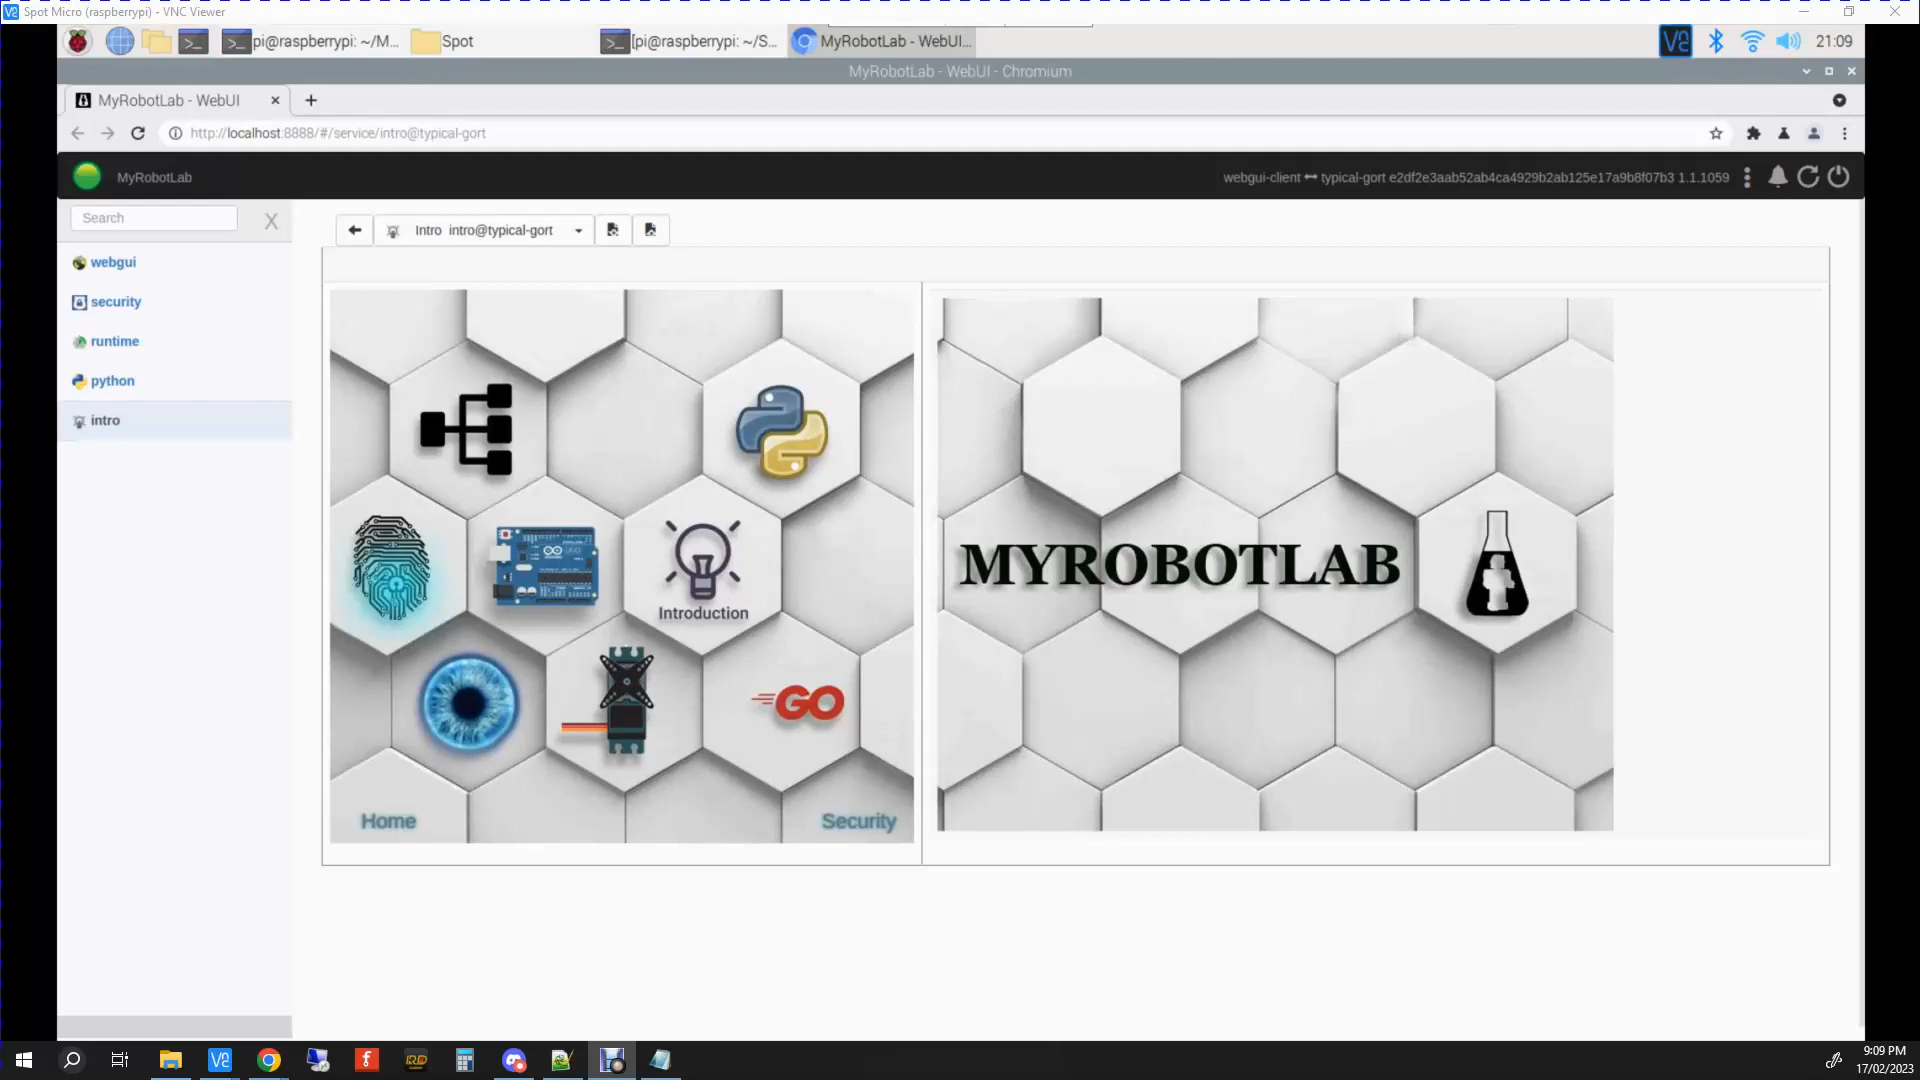 Spot Micro (raspberrypi) - VNC Viewer
pi@raspberrypi: ~/M...
Spot
[pi@raspberrypi: ~/S...
MyRobotLab - WebUI...
21:09
MyRobotLab - WebUI - Chromium
MyRobotLab - WebUI
http://localhost:8888/#/service/intro@typical-gort
MyRobotLab
webgui-client ⬌ typical-gort e2df2e3aab52ab4ca4929b2ab125e17a9b8f07b3 1.1.1059
Search
X
Intro intro@typical-gort
webgui
security
runtime
python
intro
Introduction
GO
Home
Security
MYROBOTLAB
9:09 PM
17/02/2023